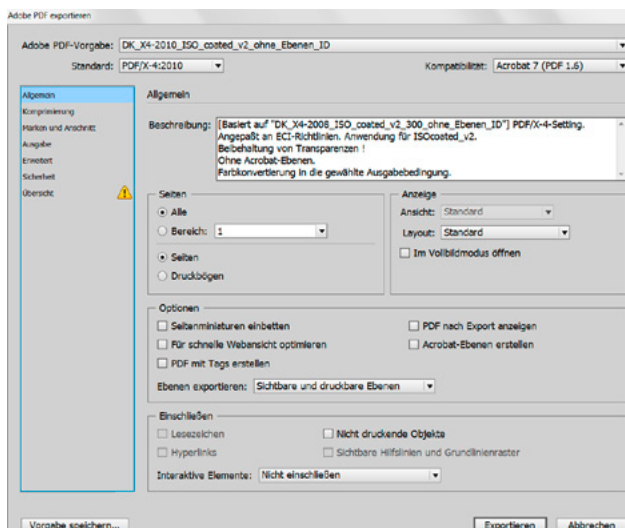 Adobe PDF exportieren
Adobe PDF-Vorgabe: DK_X4-2010_ISO_coated_v2_ohne_Ebenen_ID
Standard: PDF/X-4:2010 Kompatibilität: Acrobat 7 (PDF 1.6)
Allgemein
Komprimierung
Marken und Anschnitt
Ausgabe
Erweitert
Sicherheit
Übersicht
Allgemein
Beschreibung: [Basiert auf "DK_X4-2008_ISO_coated_v2_300_ohne_Ebenen_ID"] PDF/X-4-Setting.
Angepaßt an ECI-Richtlinien. Anwendung für ISOcoated_v2.
Beibehaltung von Transparenzen !
Ohne Acrobat-Ebenen.
Farbkonvertierung in die gewählte Ausgabebedingung.
Seiten
Alle
Bereich: 1
Seiten
Druckbögen
Anzeige
Ansicht: Standard
Layout: Standard
Im Vollbildmodus öffnen
Optionen
Seitenminiaturen einbetten
Für schnelle Webansicht optimieren
PDF mit Tags erstellen
PDF nach Export anzeigen
Acrobat-Ebenen erstellen
Ebenen exportieren: Sichtbare und druckbare Ebenen
Einschließen
Lesezeichen
Hyperlinks
Nicht druckende Objekte
Sichtbare Hilfslinien und Grundlinienraster
Interaktive Elemente: Nicht einschließen
Vorgabe speichern... Exportieren Abbrechen